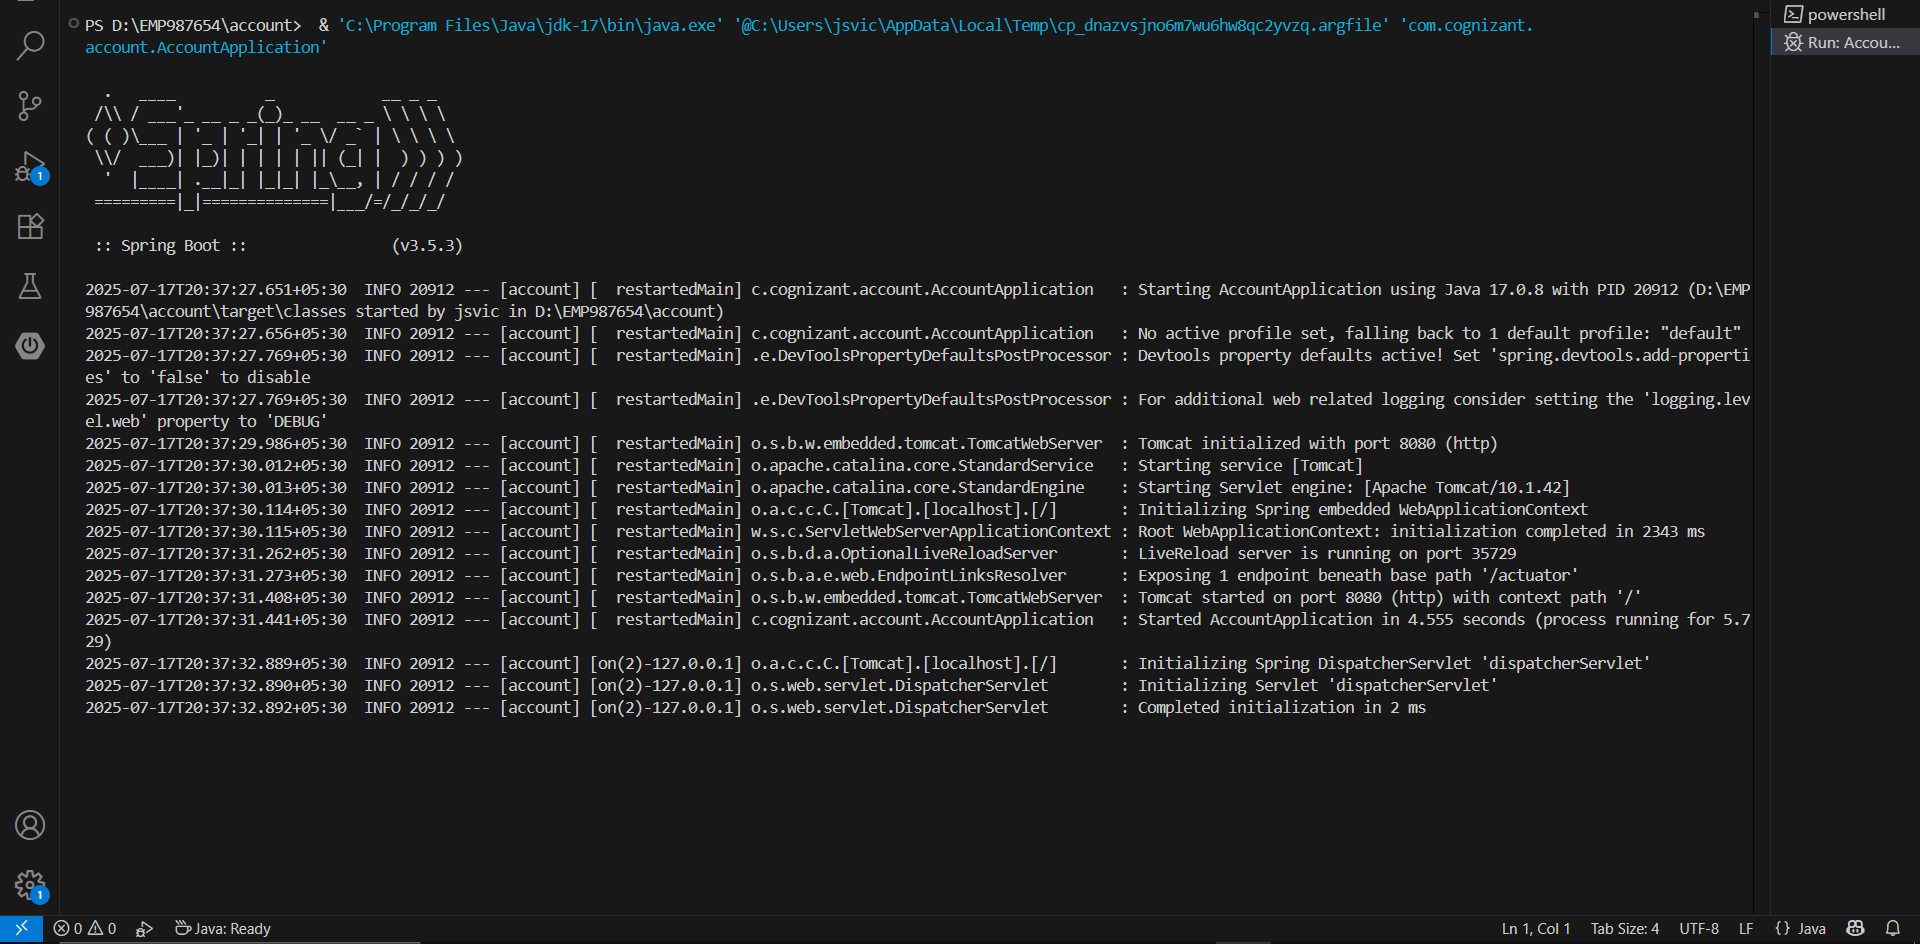 PS D:\EMP987654\account>  & 'C:\Program Files\Java\jdk-17\bin\java.exe' '@C:\Users\jsvic\AppData\Local\Temp\cp_dnazvsjno6m7wu6hw8qc2yvzq.argfile' 'com.cognizant.
account.AccountApplication'
powershell
Run: Accou...
  .   ____          _            __ _ _
 /\\ / ___'_ __ _ _(_)_ __  __ _ \ \ \ \
( ( )\___ | '_ | '_| | '_ \/ _` | \ \ \ \
 \\/  ___)| |_)| | | | | || (_| |  ) ) ) )
  '  |____| .__|_| |_|_| |_\__, | / / / /
 =========|_|==============|___/=/_/_/_/
 :: Spring Boot ::                (v3.5.3)
2025-07-17T20:37:27.651+05:30  INFO 20912 --- [account] [  restartedMain] c.cognizant.account.AccountApplication   : Starting AccountApplication using Java 17.0.8 with PID 20912 (D:\EMP
987654\account\target\classes started by jsvic in D:\EMP987654\account)
2025-07-17T20:37:27.656+05:30  INFO 20912 --- [account] [  restartedMain] c.cognizant.account.AccountApplication   : No active profile set, falling back to 1 default profile: "default"
2025-07-17T20:37:27.769+05:30  INFO 20912 --- [account] [  restartedMain] .e.DevToolsPropertyDefaultsPostProcessor : Devtools property defaults active! Set 'spring.devtools.add-properti
es' to 'false' to disable
2025-07-17T20:37:27.769+05:30  INFO 20912 --- [account] [  restartedMain] .e.DevToolsPropertyDefaultsPostProcessor : For additional web related logging consider setting the 'logging.lev
el.web' property to 'DEBUG'
2025-07-17T20:37:29.986+05:30  INFO 20912 --- [account] [  restartedMain] o.s.b.w.embedded.tomcat.TomcatWebServer  : Tomcat initialized with port 8080 (http)
2025-07-17T20:37:30.012+05:30  INFO 20912 --- [account] [  restartedMain] o.apache.catalina.core.StandardService   : Starting service [Tomcat]
2025-07-17T20:37:30.013+05:30  INFO 20912 --- [account] [  restartedMain] o.apache.catalina.core.StandardEngine    : Starting Servlet engine: [Apache Tomcat/10.1.42]
2025-07-17T20:37:30.114+05:30  INFO 20912 --- [account] [  restartedMain] o.a.c.c.C.[Tomcat].[localhost].[/]       : Initializing Spring embedded WebApplicationContext
2025-07-17T20:37:30.115+05:30  INFO 20912 --- [account] [  restartedMain] w.s.c.ServletWebServerApplicationContext : Root WebApplicationContext: initialization completed in 2343 ms
2025-07-17T20:37:31.262+05:30  INFO 20912 --- [account] [  restartedMain] o.s.b.d.a.OptionalLiveReloadServer       : LiveReload server is running on port 35729
2025-07-17T20:37:31.273+05:30  INFO 20912 --- [account] [  restartedMain] o.s.b.a.e.web.EndpointLinksResolver      : Exposing 1 endpoint beneath base path '/actuator'
2025-07-17T20:37:31.408+05:30  INFO 20912 --- [account] [  restartedMain] o.s.b.w.embedded.tomcat.TomcatWebServer  : Tomcat started on port 8080 (http) with context path '/'
2025-07-17T20:37:31.441+05:30  INFO 20912 --- [account] [  restartedMain] c.cognizant.account.AccountApplication   : Started AccountApplication in 4.555 seconds (process running for 5.7
29)
2025-07-17T20:37:32.889+05:30  INFO 20912 --- [account] [on(2)-127.0.0.1] o.a.c.c.C.[Tomcat].[localhost].[/]       : Initializing Spring DispatcherServlet 'dispatcherServlet'
2025-07-17T20:37:32.890+05:30  INFO 20912 --- [account] [on(2)-127.0.0.1] o.s.web.servlet.DispatcherServlet        : Initializing Servlet 'dispatcherServlet'
2025-07-17T20:37:32.892+05:30  INFO 20912 --- [account] [on(2)-127.0.0.1] o.s.web.servlet.DispatcherServlet        : Completed initialization in 2 ms
1
1
0 0 Java: Ready Ln 1, Col 1 Tab Size: 4 UTF-8 LF {} Java